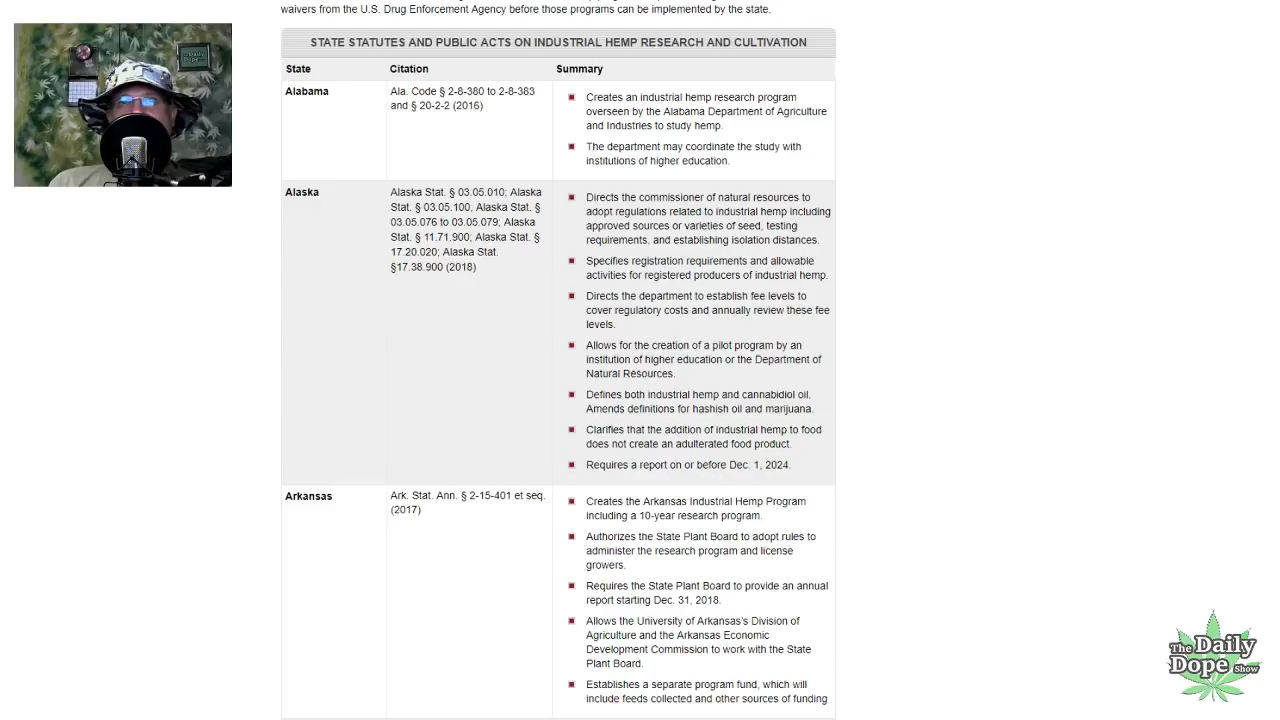 waivers from the U.S. Drug Enforcement Agency before those programs can be implemented by the state.
STATE STATUTES AND PUBLIC ACTS ON INDUSTRIAL HEMP RESEARCH AND CULTIVATION
State Citation Summary
Alabama
Ala. Code § 2-8-380 to 2-8-383
and § 20-2-2 (2016)
Creates an industrial hemp research program
overseen by the Alabama Department of Agriculture
and Industries to study hemp.
The department may coordinate the study with
institutions of higher education.
Alaska
Alaska Stat. § 03.05.010; Alaska
Stat. § 03.05.100; Alaska Stat. §
03.05.076 to 03.05.079; Alaska
Stat. § 11.71.900; Alaska Stat. §
17.20.020; Alaska Stat.
§17.38.900 (2018)
Directs the commissioner of natural resources to
adopt regulations related to industrial hemp including
approved sources or varieties of seed, testing
requirements, and establishing isolation distances.
Specifies registration requirements and allowable
activities for registered producers of industrial hemp.
Directs the department to establish fee levels to
cover regulatory costs and annually review these fee
levels.
Allows for the creation of a pilot program by an
institution of higher education or the Department of
Natural Resources.
Defines both industrial hemp and cannabidiol oil.
Amends definitions for hashish oil and marijuana.
Clarifies that the addition of industrial hemp to food
does not create an adulterated food product.
Requires a report on or before Dec. 1, 2024.
Arkansas
Ark. Stat. Ann. § 2-15-401 et seq.
(2017)
Creates the Arkansas Industrial Hemp Program
including a 10-year research program.
Authorizes the State Plant Board to adopt rules to
administer the research program and license
growers.
Requires the State Plant Board to provide an annual
report starting Dec. 31, 2018.
Allows the University of Arkansas's Division of
Agriculture and the Arkansas Economic
Development Commission to work with the State
Plant Board.
Establishes a separate program fund, which will
include feeds collected and other sources of funding
The Daily
Dope Show